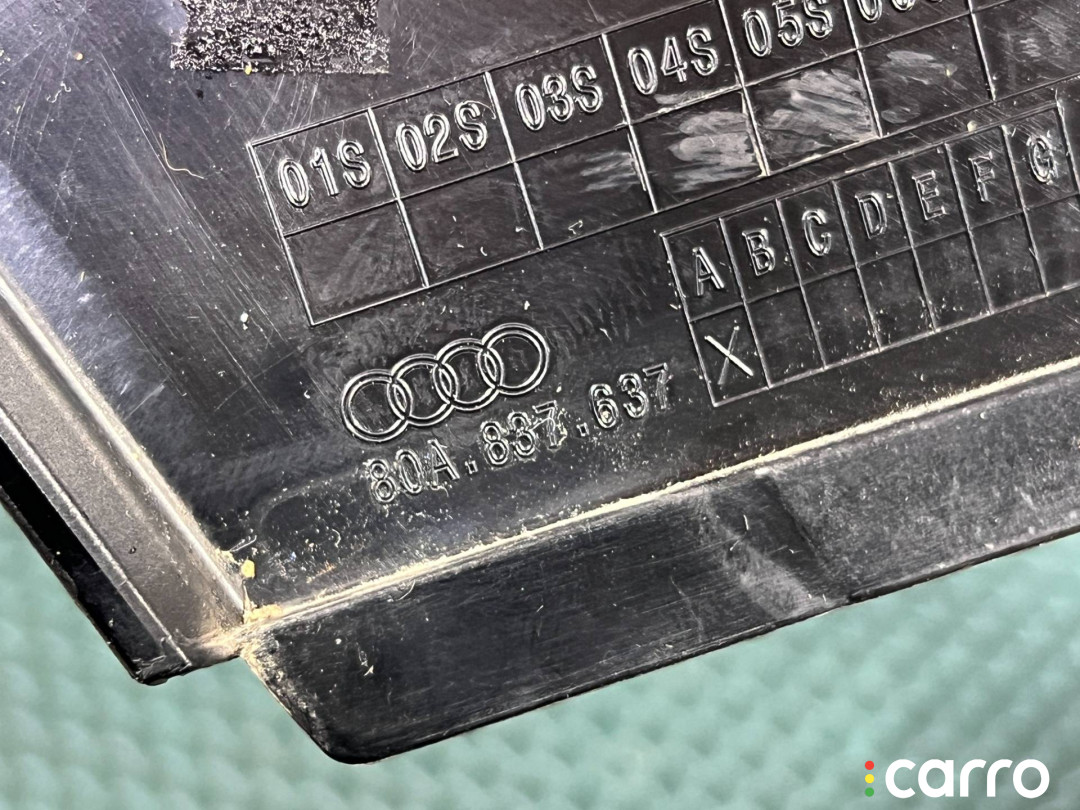 01S 02S 03S 04S 05S
A B C D E F G
X
80A.837.637
carro